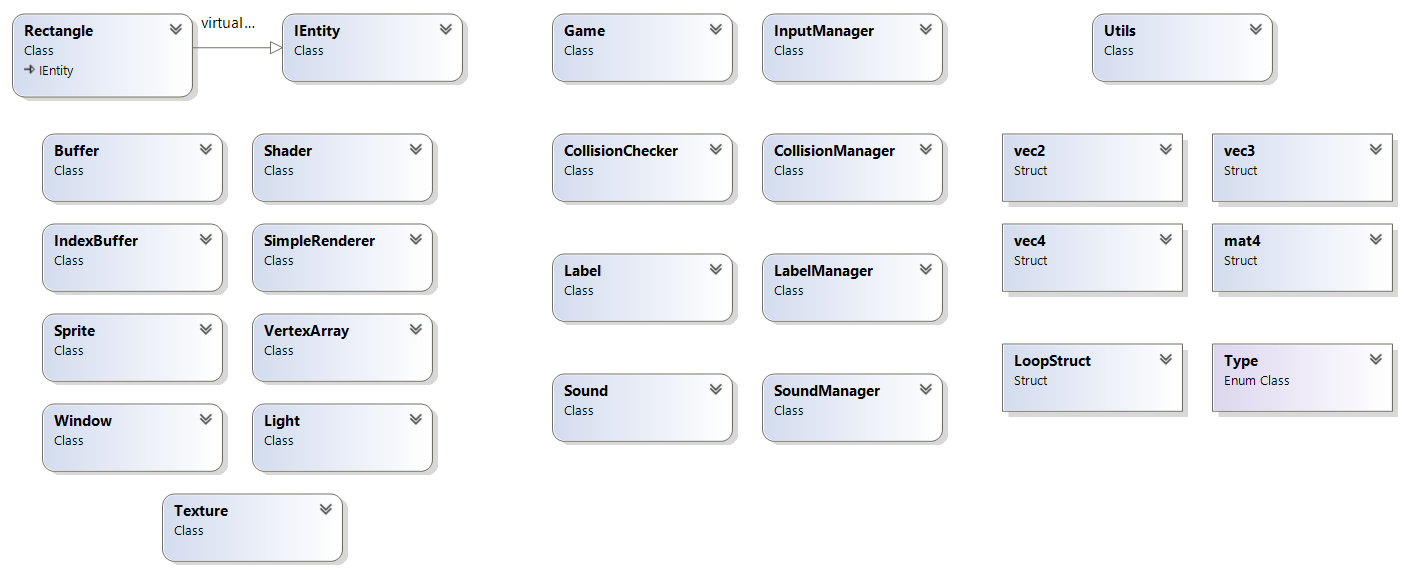 Rectangle
Class
IEntity
virtual...
IEntity
Class
Game
Class
InputManager
Class
Utils
Class
Buffer
Class
Shader
Class
CollisionChecker
Class
CollisionManager
Class
vec2
Struct
vec3
Struct
IndexBuffer
Class
SimpleRenderer
Class
Label
Class
LabelManager
Class
vec4
Struct
mat4
Struct
Sprite
Class
VertexArray
Class
Sound
Class
SoundManager
Class
LoopStruct
Struct
Type
Enum Class
Window
Class
Light
Class
Texture
Class